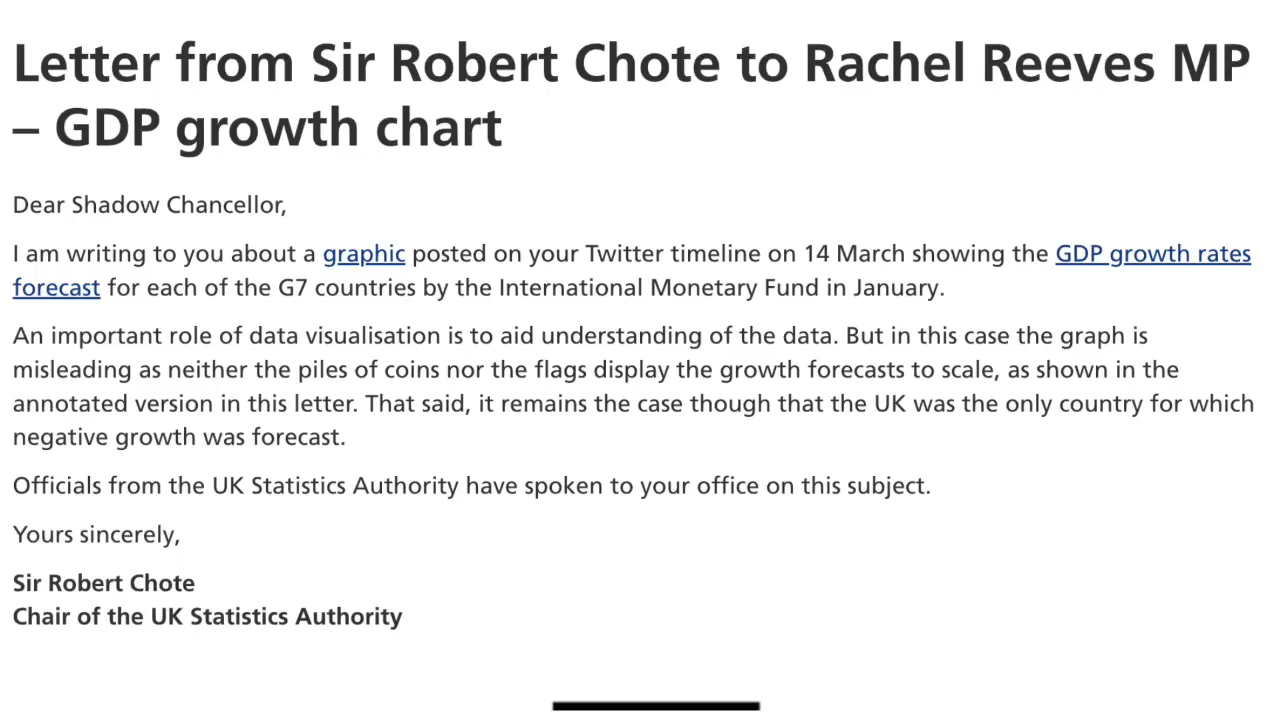 Letter from Sir Robert Chote to Rachel Reeves MP
– GDP growth chart
Dear Shadow Chancellor,
I am writing to you about a graphic posted on your Twitter timeline on 14 March showing the GDP growth rates
forecast for each of the G7 countries by the International Monetary Fund in January.
An important role of data visualisation is to aid understanding of the data. But in this case the graph is
misleading as neither the piles of coins nor the flags display the growth forecasts to scale, as shown in the
annotated version in this letter. That said, it remains the case though that the UK was the only country for which
negative growth was forecast.
Officials from the UK Statistics Authority have spoken to your office on this subject.
Yours sincerely,
Sir Robert Chote
Chair of the UK Statistics Authority